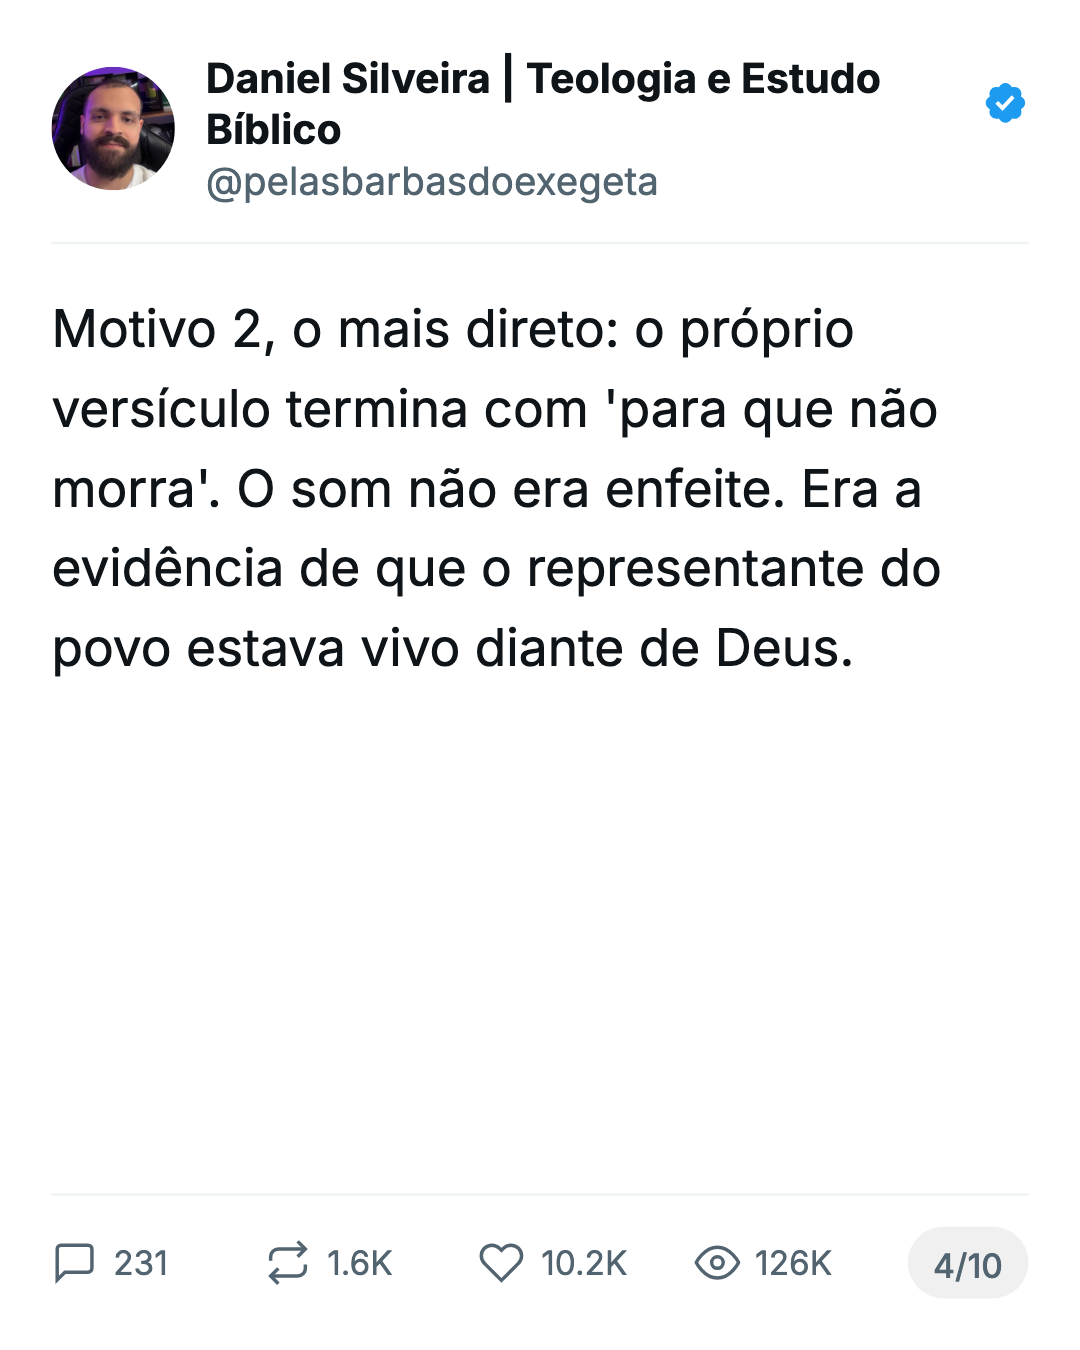 Daniel Silveira | Teologia e Estudo
Bíblico
@pelasbarbasdoexegeta
Motivo 2, o mais direto: o próprio
versículo termina com 'para que não
morra'. O som não era enfeite. Era a
evidência de que o representante do
povo estava vivo diante de Deus.
231 1.6K 10.2K 126K 4/10